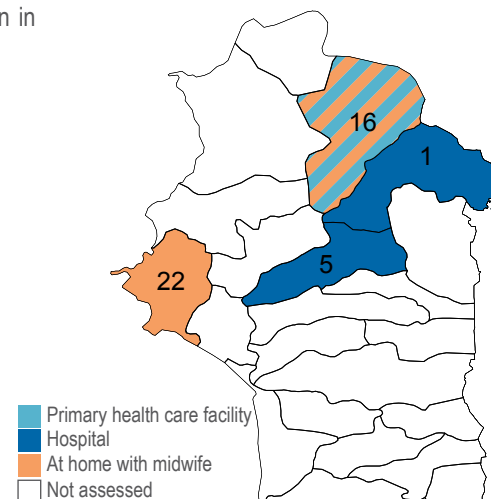 n in
16
1
5
22
Primary health care facility
Hospital
At home with midwife
Not assessed